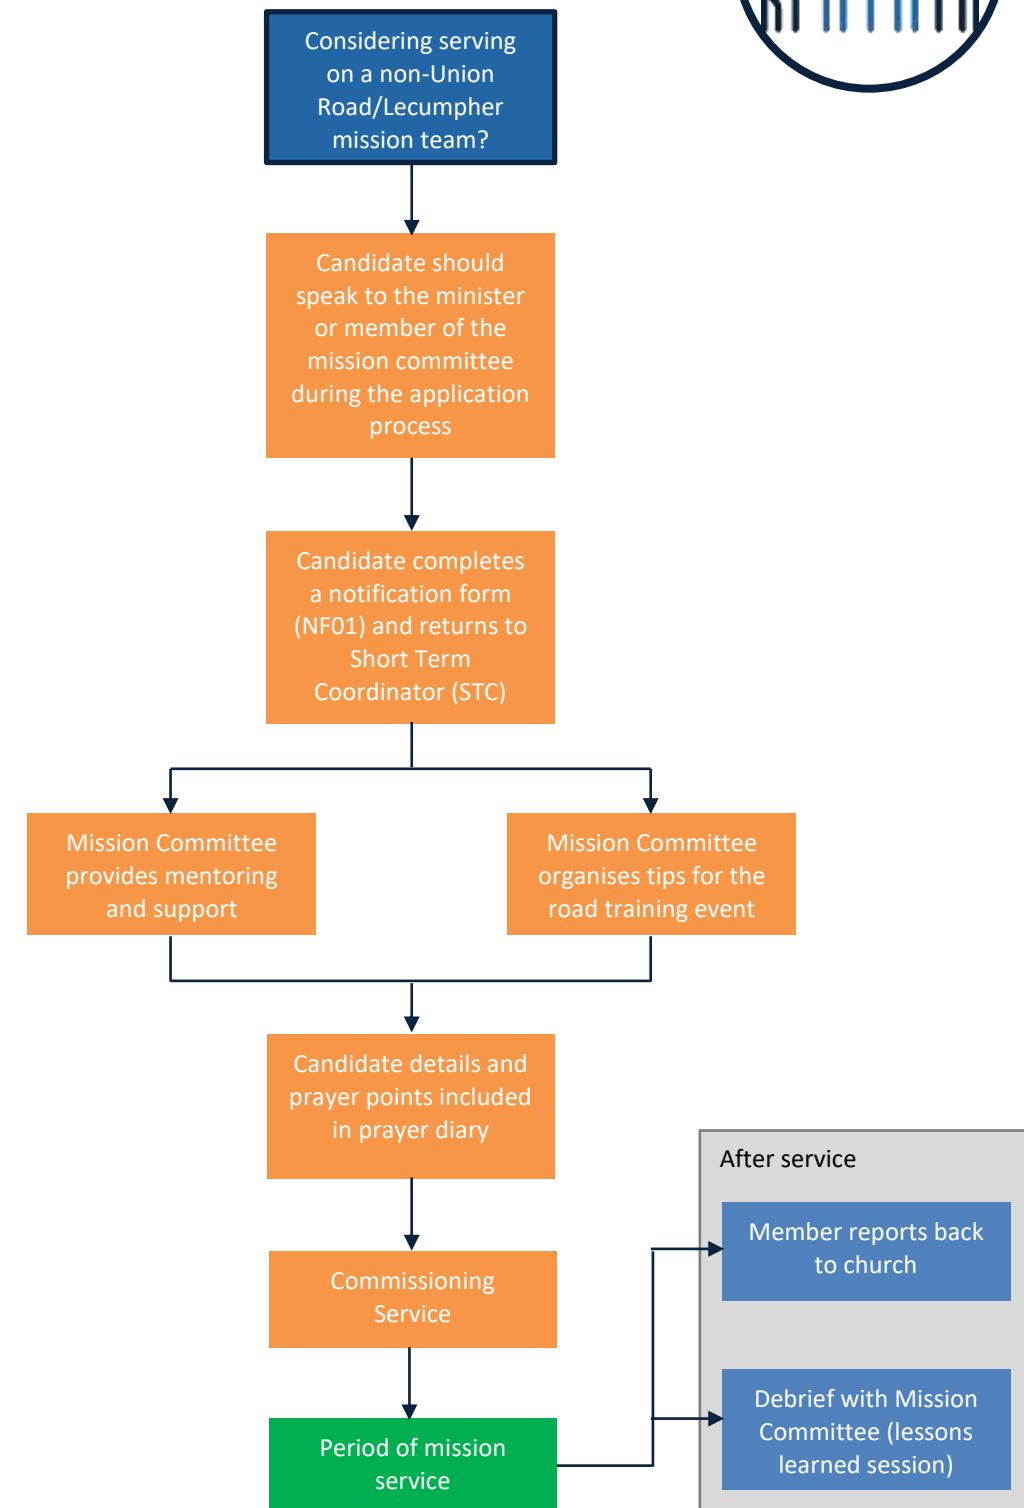 Considering serving
on a non-Union
Road/Lecumpher
mission team?
Candidate should
speak to the minister
or member of the
mission committee
during the application
process
Candidate completes
a notification form
(NF01) and returns to
Short Term
Coordinator (STC)
Mission Committee
provides mentoring
and support
Mission Committee
organises tips for the
road training event
Candidate details and
prayer points included
in prayer diary
Commissioning
Service
Period of mission
service
After service
Member reports back
to church
Debrief with Mission
Committee (lessons
learned session)